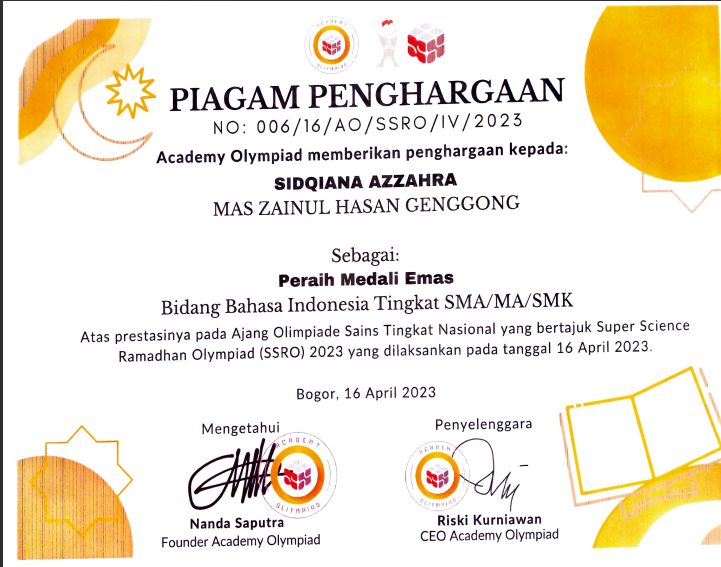 ACADEMY
OLYMPIAD
PIAGAM PENGHARGAAN
NO: 006/16/AO/SSRO/IV/2023
Academy Olympiad memberikan penghargaan kepada:
SIDQIANA AZZAHRA
MAS ZAINUL HASAN GENGGONG
Sebagai:
Peraih Medali Emas
Bidang Bahasa Indonesia Tingkat SMA/MA/SMK
Atas prestasinya pada Ajang Olimpiade Sains Tingkat Nasional yang bertajuk Super Science
Ramadhan Olympiad (SSRO) 2023 yang dilaksankan pada tanggal 16 April 2023.
Bogor, 16 April 2023
Mengetahui
Penyelenggara
ACADEMY
OLYMPIAD
ACADEMY
OLYMPIAD
Nanda Saputra
Founder Academy Olympiad
Riski Kurniawan
CEO Academy Olympiad